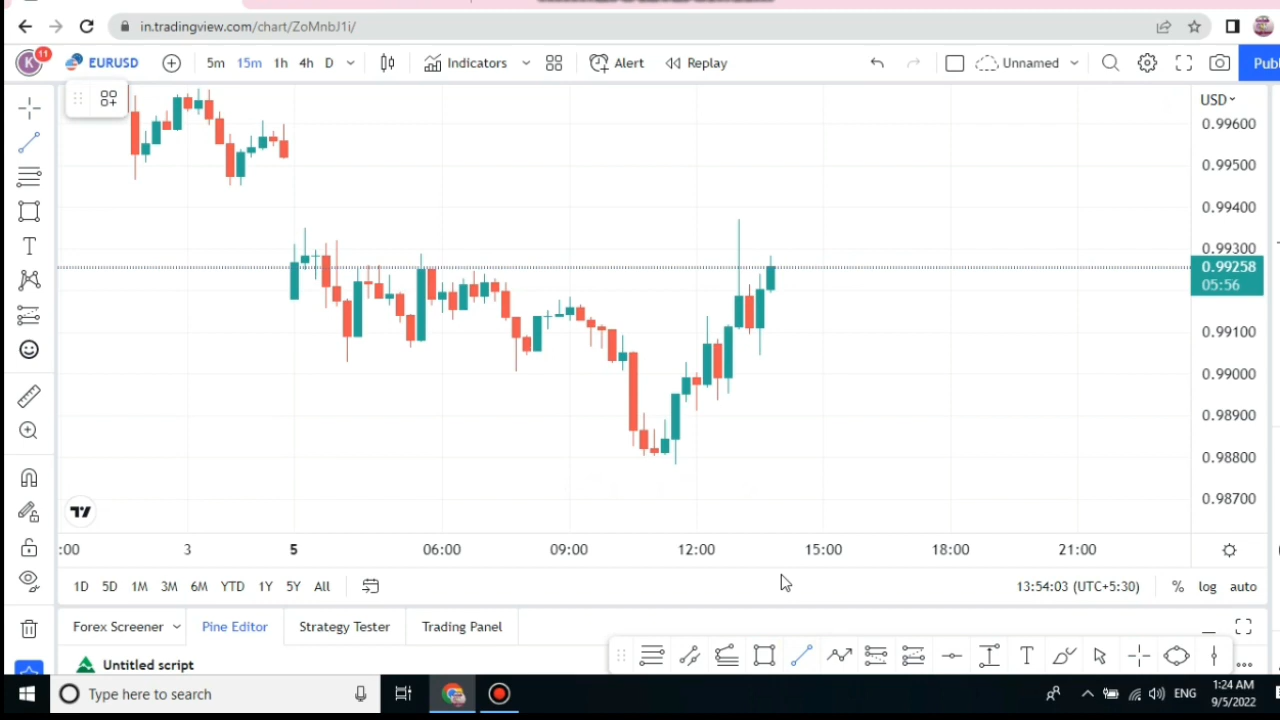 in.tradingview.com/chart/ZoMnbJ1i/
K 11 EURUSD 5m 15m 1h 4h D Indicators Alert Replay Unnamed Publ
USD
0.99600
0.99500
0.99400
0.99300
0.99258
05:56
0.99100
0.99000
0.98900
0.98800
0.98700
:00 3 5 06:00 09:00 12:00 15:00 18:00 21:00
1D 5D 1M 3M 6M YTD 1Y 5Y All 13:54:03 (UTC+5:30) % log auto
Forex Screener Pine Editor Strategy Tester Trading Panel
Untitled script
Type here to search ENG 1:24 AM
9/5/2022